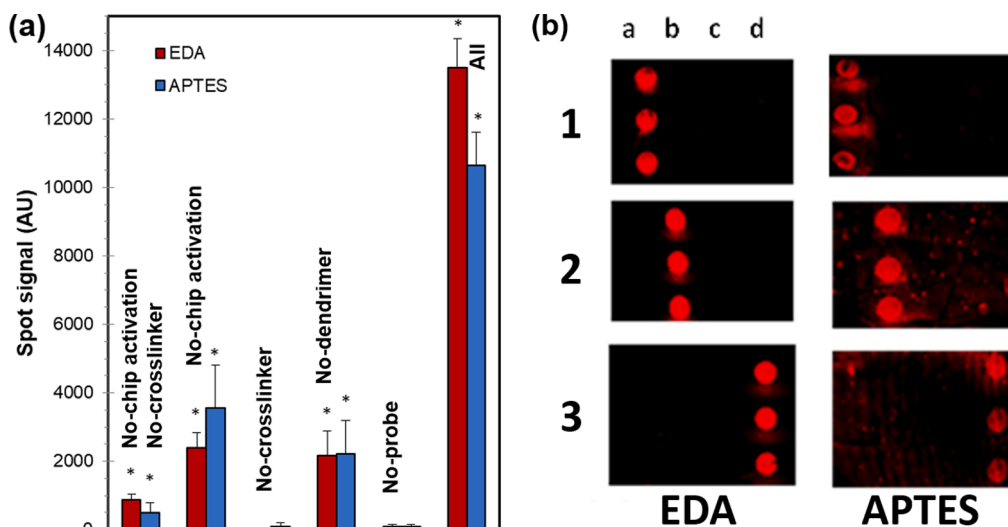 (a)
14000
12000
10000
8000
6000
4000
2000
0
Spot signal (AU)
EDA
APTES
No-chip activation
No-crosslinker
No-chip activation
No-crosslinker
No-dendrimer
No-probe
All
*
*
*
*
*
*
*
*
(b)
a b c d
1
2
3
EDA APTES